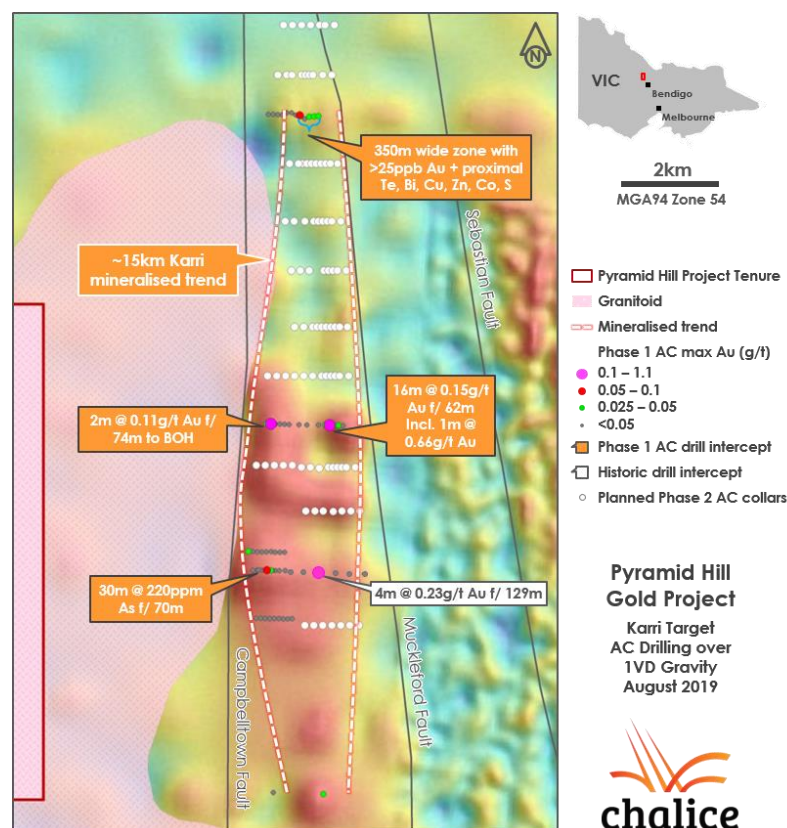 N
350m wide zone with
>25ppb Au + proximal
Te, Bi, Cu, Zn, Co, S
Sebastian Fault
~15km Karri
mineralised trend
2m @ 0.11g/t Au f/
74m to BOH
16m @ 0.15g/t
Au f/ 62m
Incl. 1m @
0.66g/t Au
30m @ 220ppm
As f/ 70m
4m @ 0.23g/t Au f/ 129m
Campbelltown Fault
Muckleford Fault
VIC
Bendigo
Melbourne
2km
MGA94 Zone 54
Pyramid Hill Project Tenure
Granitoid
Mineralised trend
Phase 1 AC max Au (g/t)
0.1 – 1.1
0.05 – 0.1
0.025 – 0.05
<0.05
Phase 1 AC drill intercept
Historic drill intercept
Planned Phase 2 AC collars
Pyramid Hill
Gold Project
Karri Target
AC Drilling over
1VD Gravity
August 2019
chalice